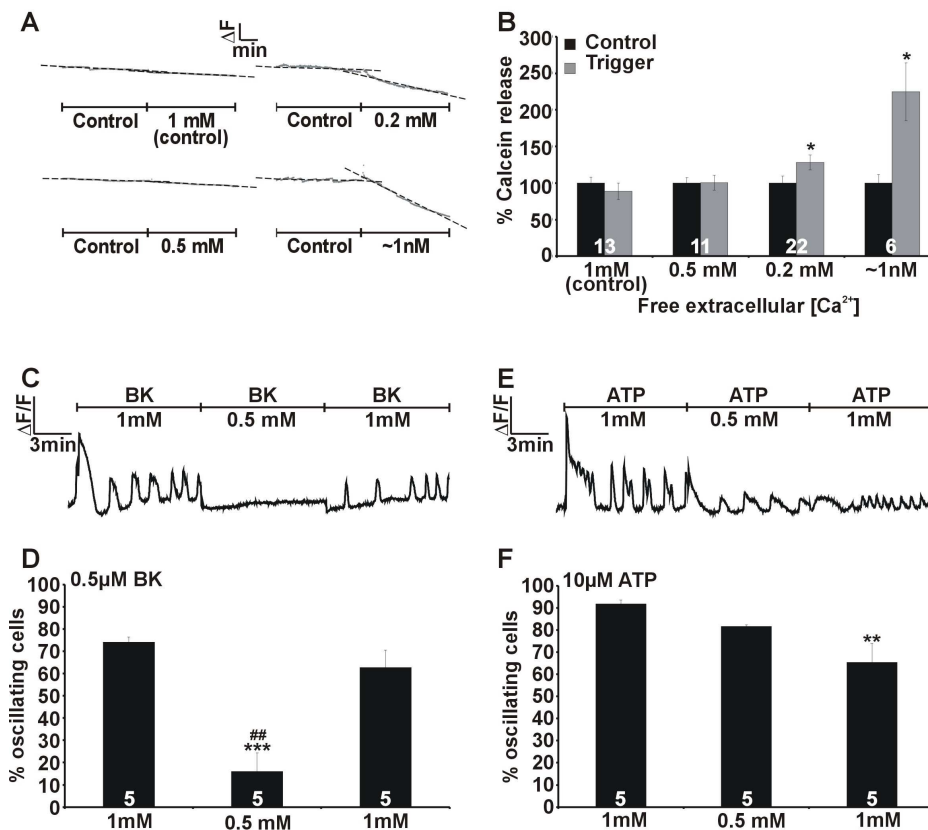 A
ΔF
min
Control
1 mM
(control)
Control
0.2 mM
Control
0.5 mM
Control
~1nM
B
% Calcein release
300
250
200
150
100
50
0
Control
Trigger
*
*
13
11
22
6
1mM
(control)
0.5 mM
0.2 mM
~1nM
Free extracellular [Ca²⁺]
C
ΔF/F
3min
BK
BK
BK
1mM
0.5 mM
1mM
E
ΔF/F
3min
ATP
ATP
ATP
1mM
0.5 mM
1mM
D
0.5µM BK
% oscillating cells
100
90
80
70
60
50
40
30
20
10
0
##
***
5
5
5
1mM
0.5 mM
1mM
F
10µM ATP
% oscillating cells
100
90
80
70
60
50
40
30
20
10
0
**
5
5
5
1mM
0.5 mM
1mM